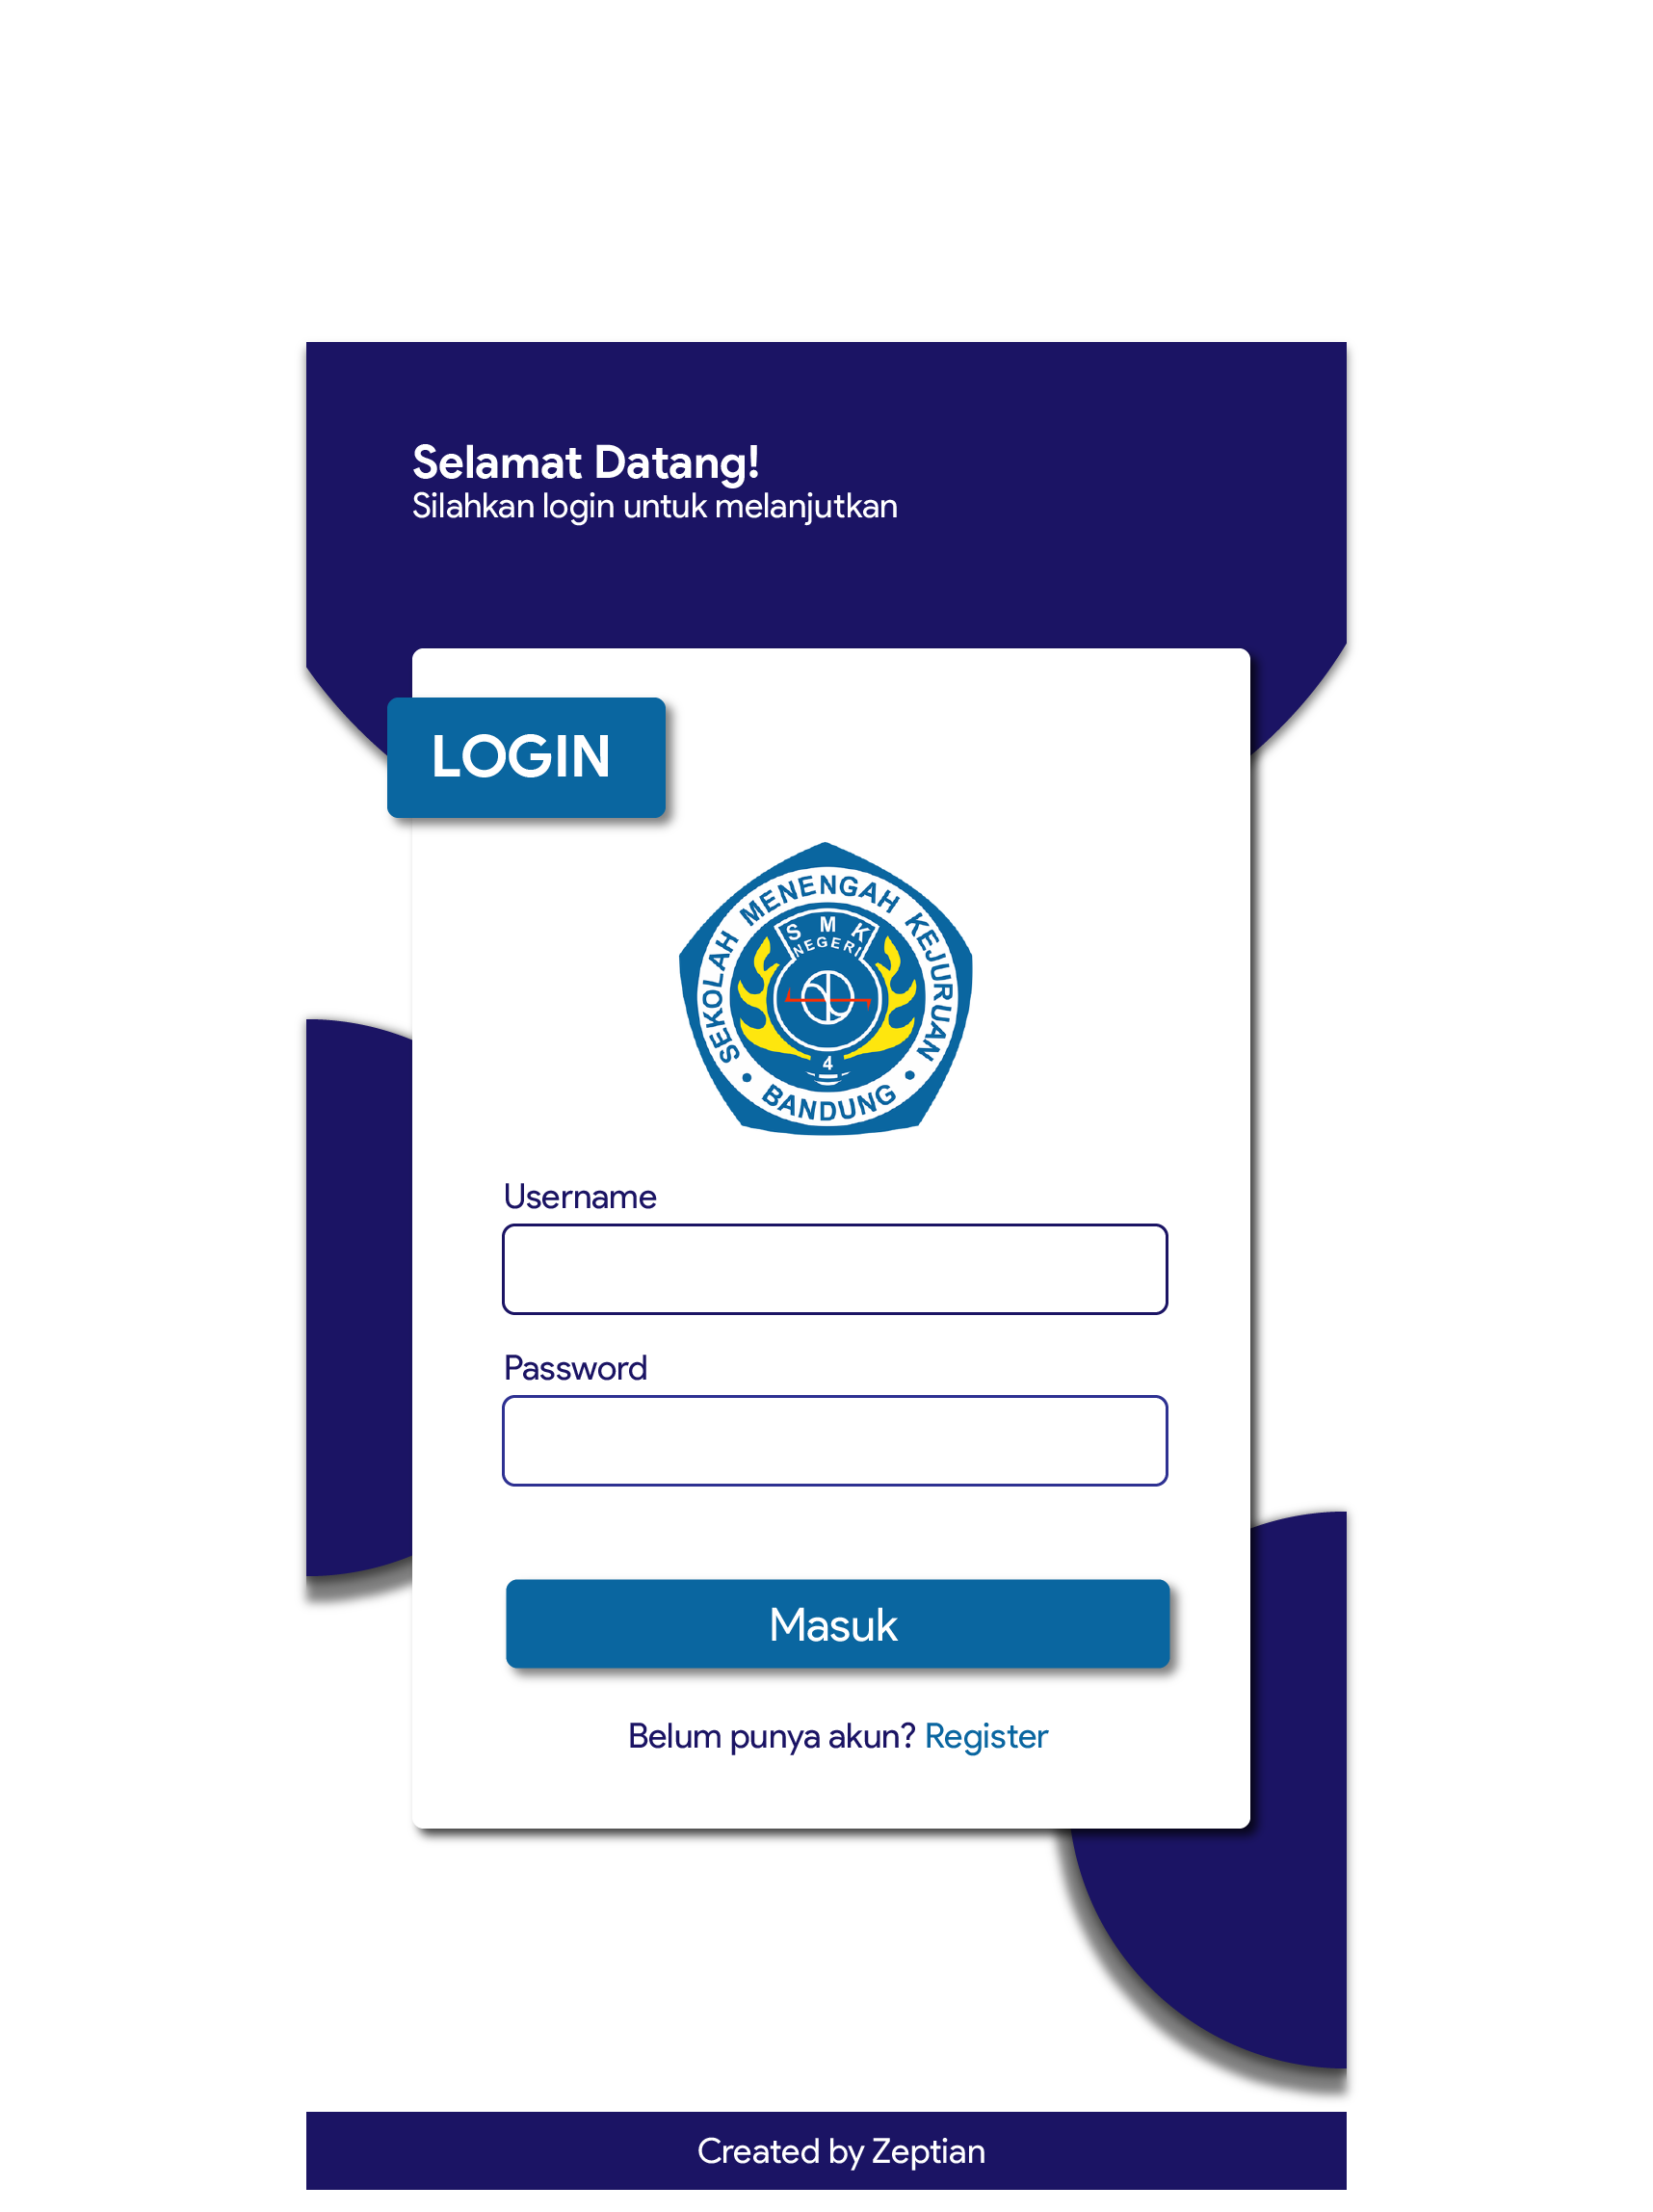 Selamat Datang!
Silahkan login untuk melanjutkan
LOGIN
SEKOLAH MENENGAH KEJURUAN
SMK
NEGERI
4
• BANDUNG •
Username
Password
Masuk
Belum punya akun? Register
Created by Zeptian